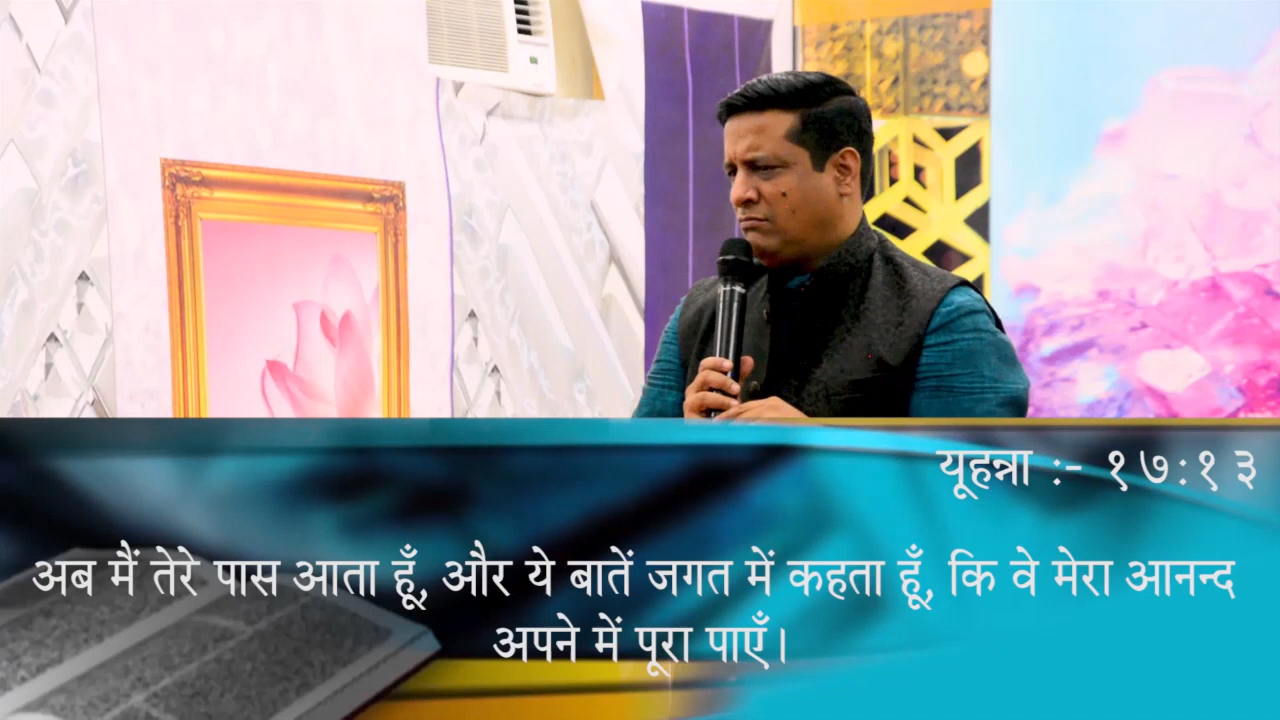 यूहन्ना :- १७:१३
अब मैं तेरे पास आता हूँ, और ये बातें जगत में कहता हूँ, कि वे मेरा आनन्द
अपने में पूरा पाएँ।